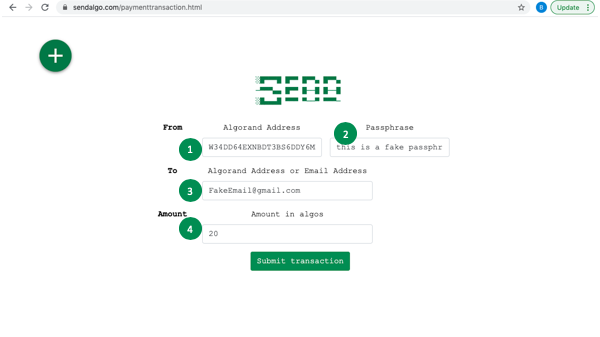 sendalgo.com/paymenttransaction.html
B
Update
SEND
From
Algorand Address
Passphrase
1
W34DD64EXNBDT3BS6DDY6M
2
this is a fake passphr
To
Algorand Address or Email Address
3
FakeEmail@gmail.com
Amount
Amount in algos
4
20
Submit transaction